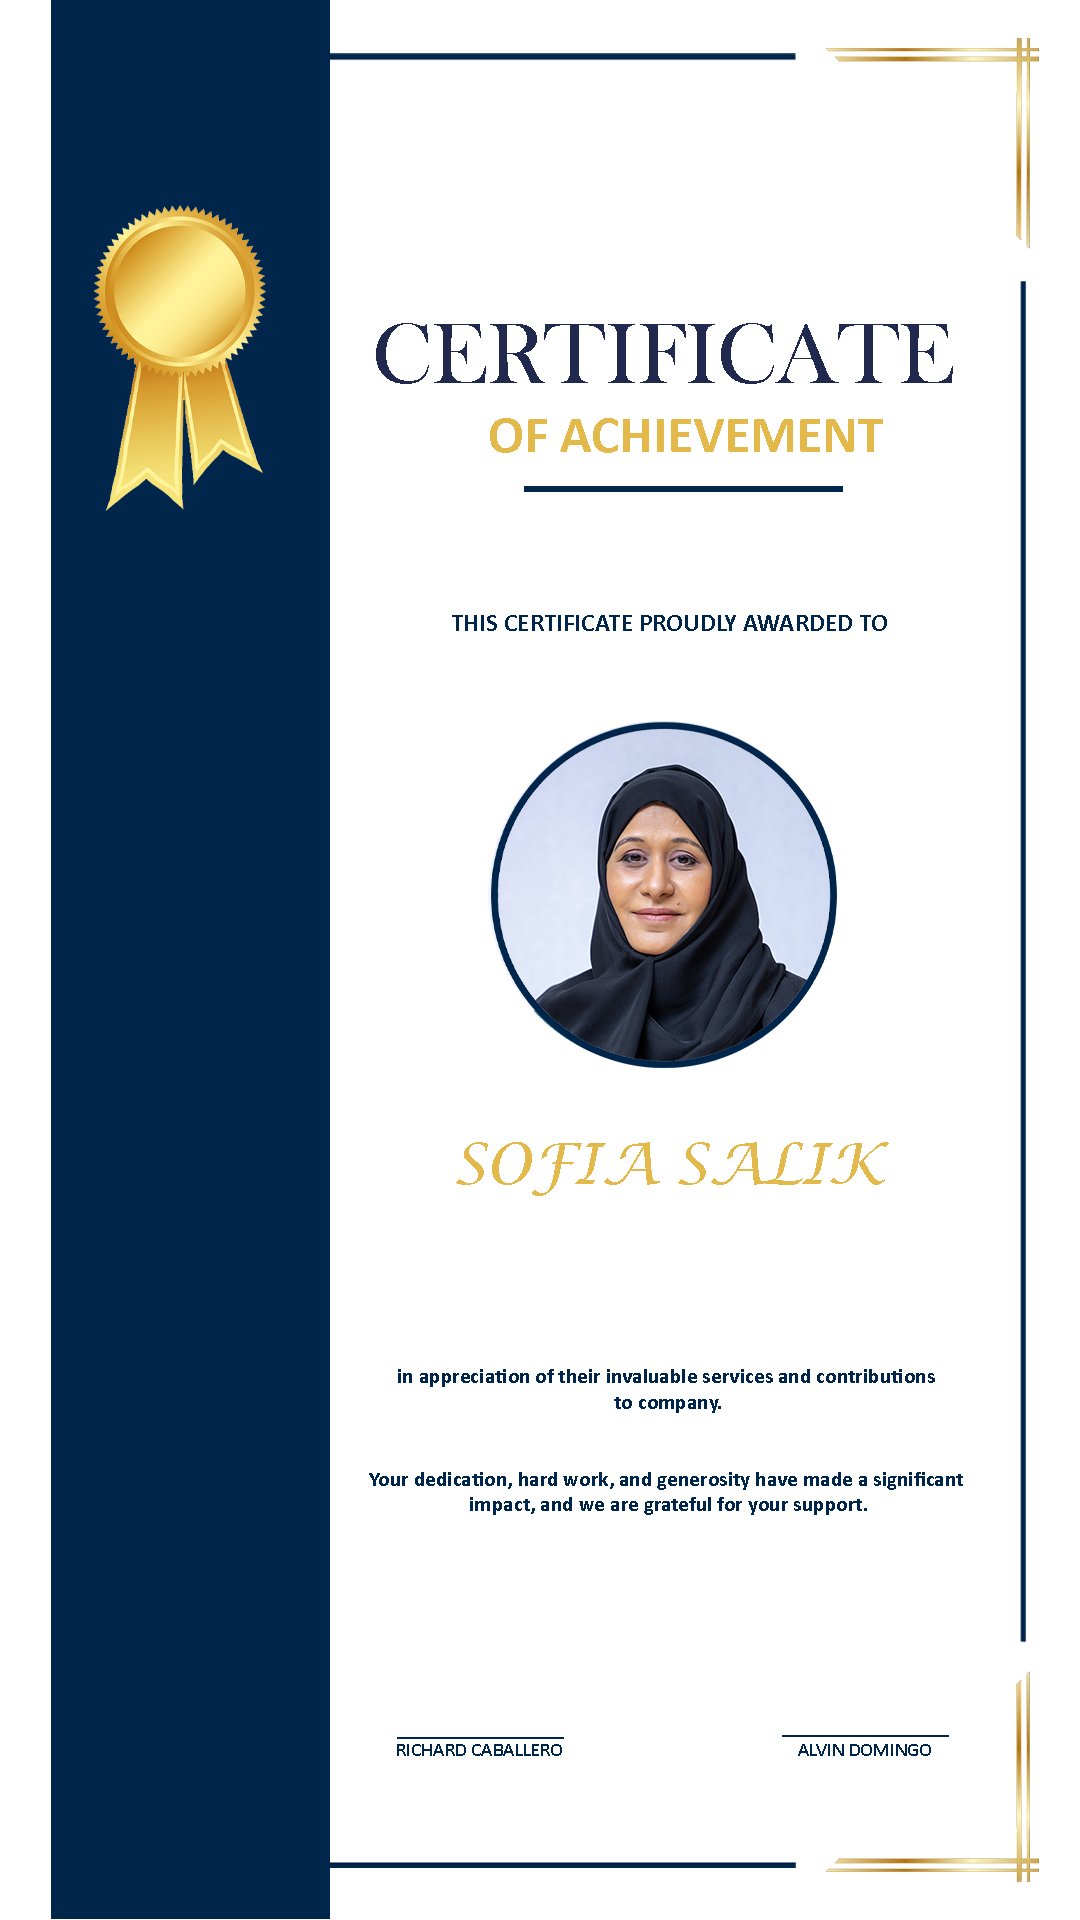 CERTIFICATE
OF ACHIEVEMENT
THIS CERTIFICATE PROUDLY AWARDED TO
SOFIA SALIK
in appreciation of their invaluable services and contributions
to company.
Your dedication, hard work, and generosity have made a significant
impact, and we are grateful for your support.
RICHARD CABALLERO
ALVIN DOMINGO